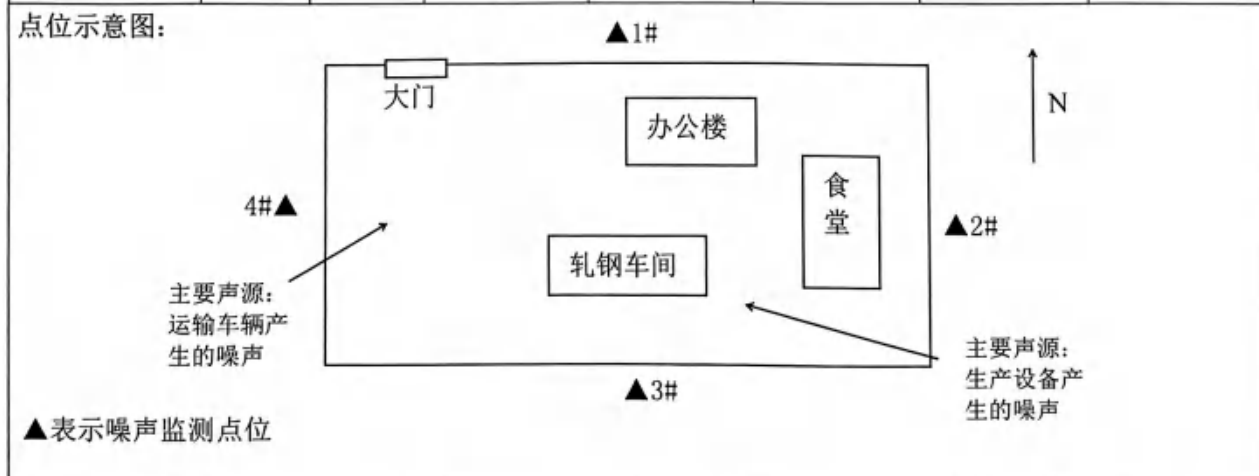 点位示意图：
▲1#
大门
办公楼
N
食
堂
4#▲
▲2#
轧钢车间
主要声源：
运输车辆产
生的噪声
主要声源：
生产设备产
生的噪声
▲3#
▲表示噪声监测点位